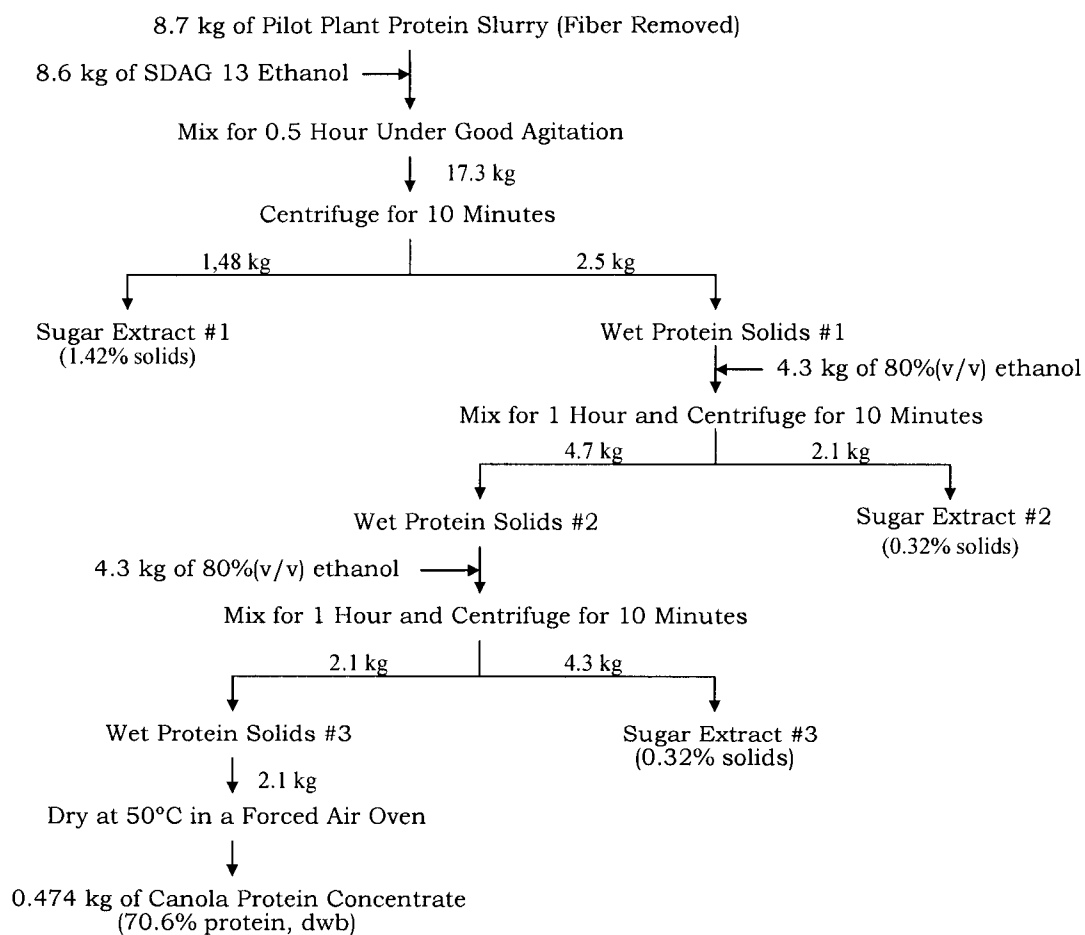 8.7 kg of Pilot Plant Protein Slurry (Fiber Removed)
8.6 kg of SDAG 13 Ethanol
Mix for 0.5 Hour Under Good Agitation
17.3 kg
Centrifuge for 10 Minutes
1,48 kg
2.5 kg
Sugar Extract #1
(1.42% solids)
Wet Protein Solids #1
4.3 kg of 80%(v/v) ethanol
Mix for 1 Hour and Centrifuge for 10 Minutes
4.7 kg
2.1 kg
Wet Protein Solids #2
Sugar Extract #2
(0.32% solids)
4.3 kg of 80%(v/v) ethanol
Mix for 1 Hour and Centrifuge for 10 Minutes
2.1 kg
4.3 kg
Wet Protein Solids #3
Sugar Extract #3
(0.32% solids)
2.1 kg
Dry at 50°C in a Forced Air Oven
0.474 kg of Canola Protein Concentrate
(70.6% protein, dwb)